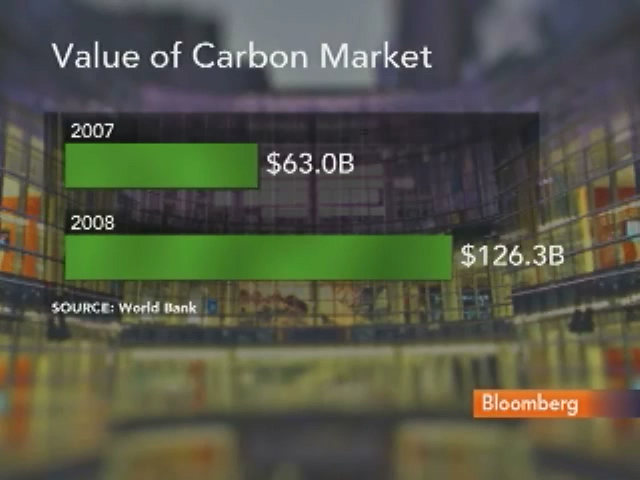 Value of Carbon Market
2007
$63.0B
2008
$126.3B
SOURCE: World Bank
Bloomberg